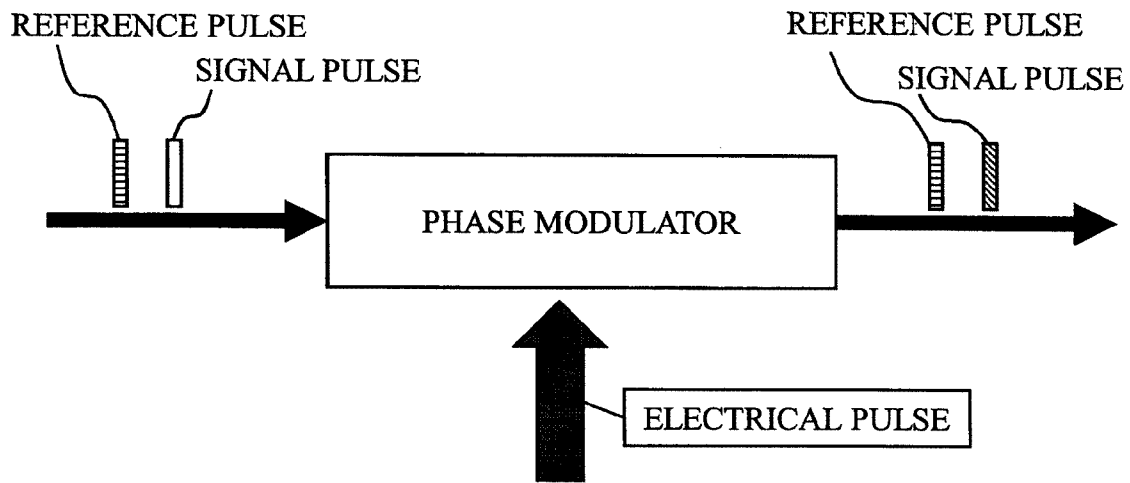 REFERENCE PULSE
SIGNAL PULSE
REFERENCE PULSE
SIGNAL PULSE
PHASE MODULATOR
ELECTRICAL PULSE